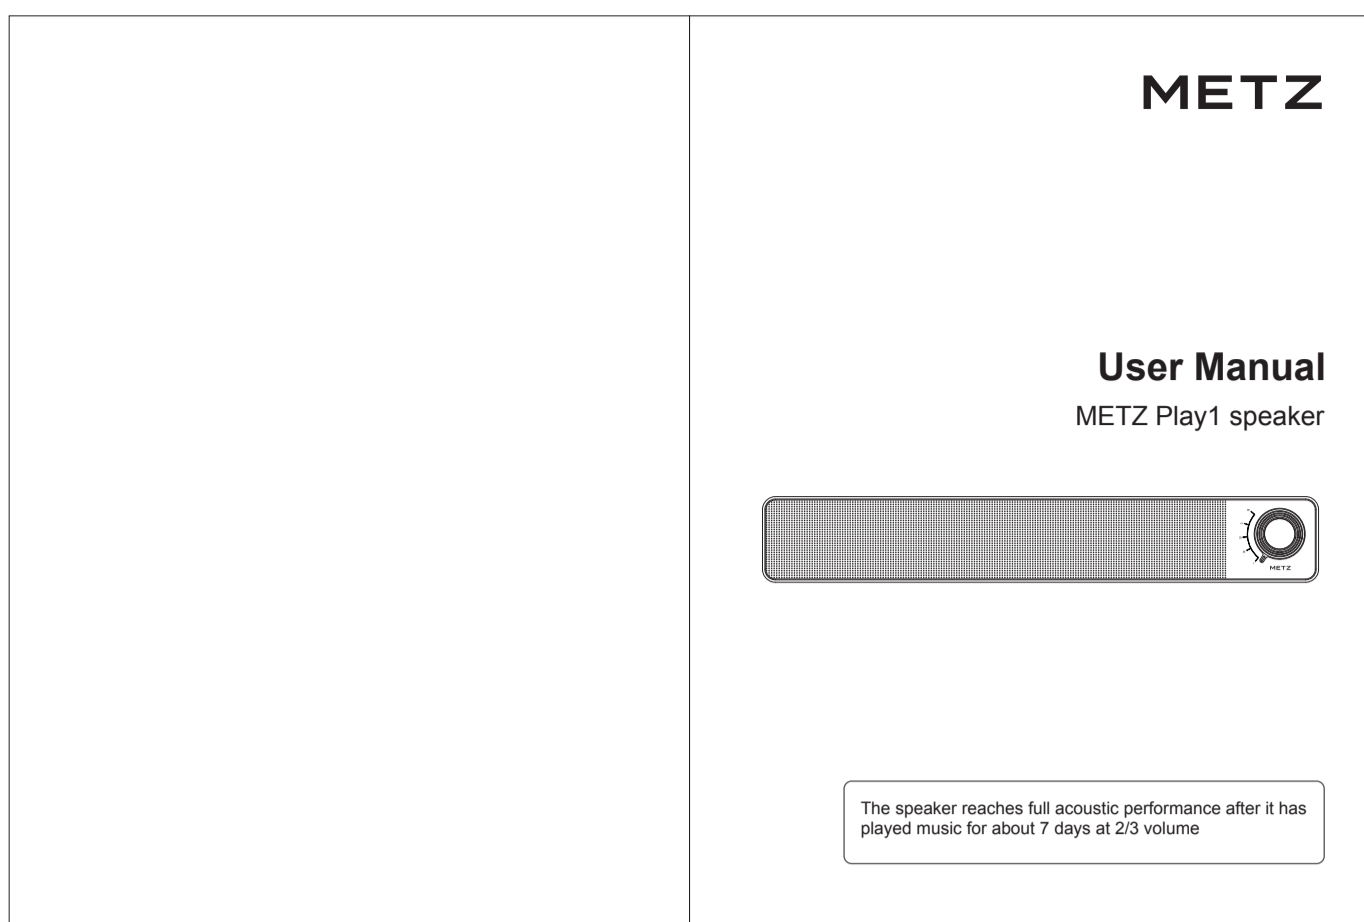 METZ
User Manual
METZ Play1 speaker
METZ
The speaker reaches full acoustic performance after it has
played music for about 7 days at 2/3 volume